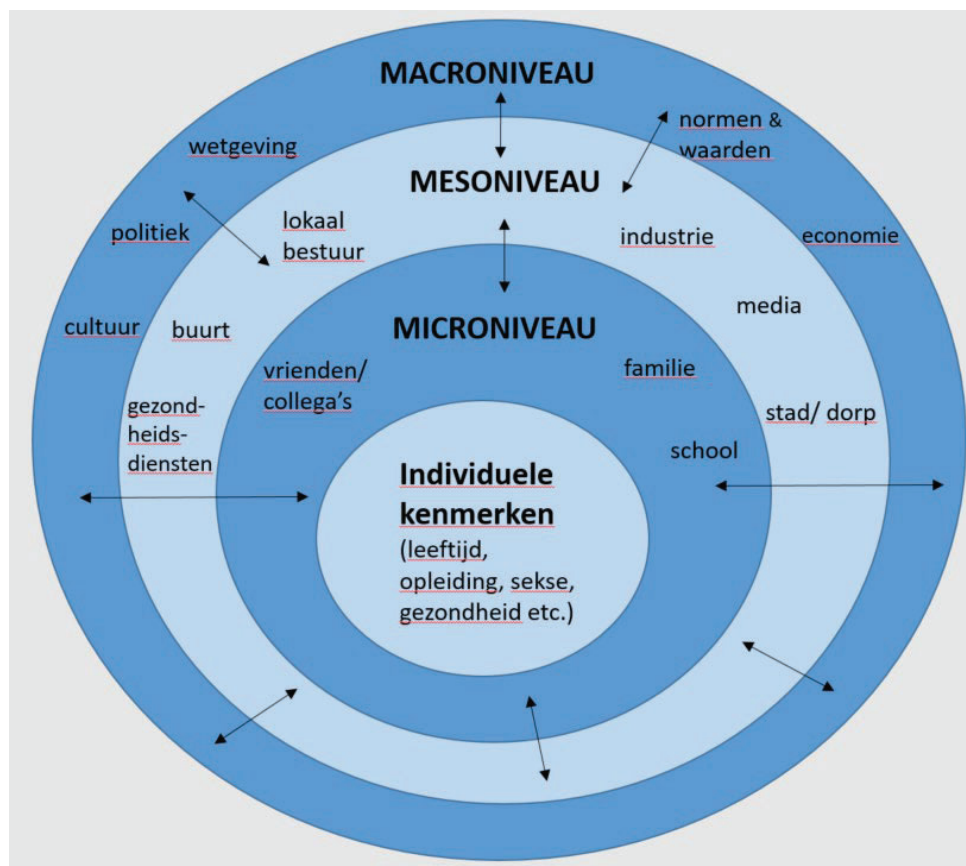 MACRONIVEAU
normen &
waarden
wetgeving
MESONIVEAU
lokaal
bestuur
politiek
industrie
economie
media
cultuur
buurt
MICRONIVEAU
vrienden/
collega's
familie
gezond-
heids-
diensten
stad/ dorp
school
Individuele
kenmerken
(leeftijd,
opleiding, sekse,
gezondheid etc.)